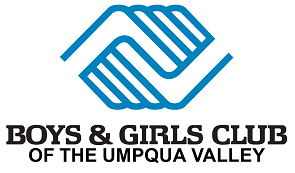 BOYS & GIRLS CLUB
OF THE UMPQUA VALLEY